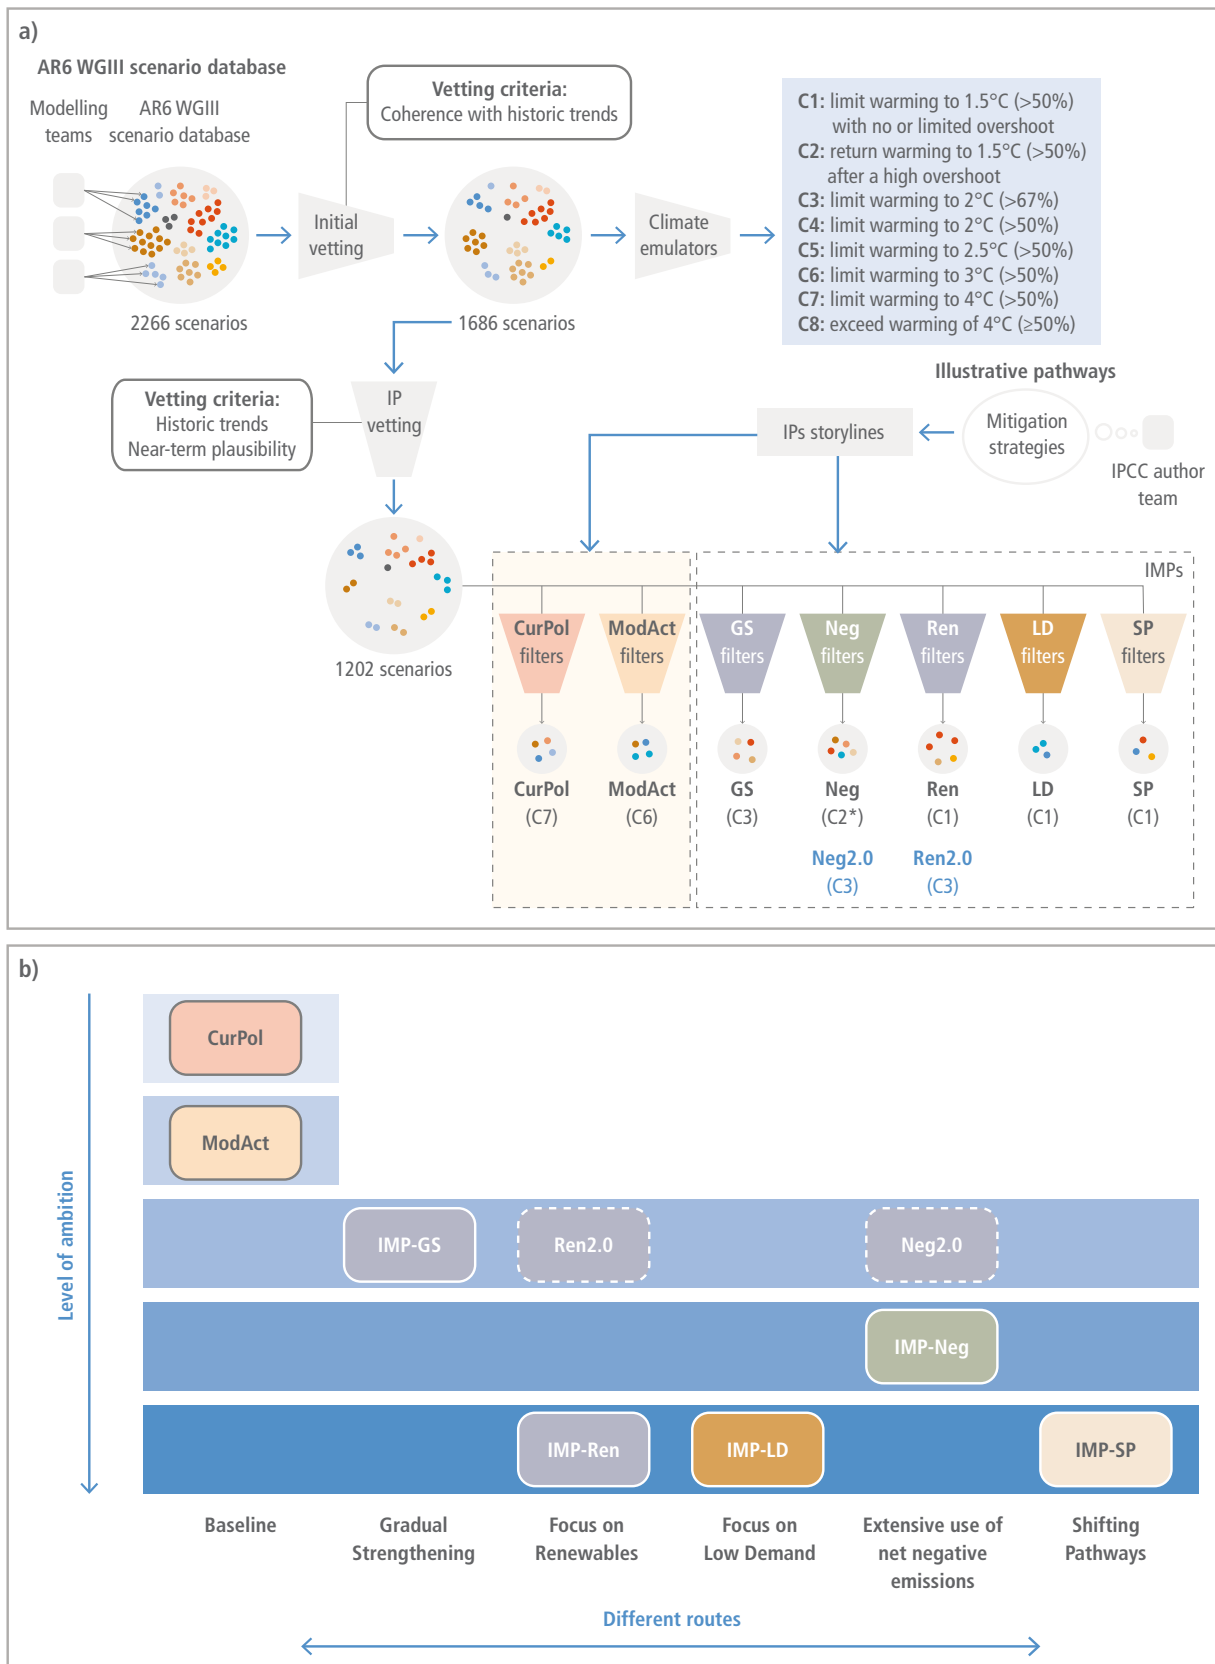 a)
AR6 WGIII scenario database
Modelling
teams
AR6 WGIII
scenario database
2266 scenarios
Initial
vetting
Vetting criteria:
Coherence with historic trends
1686 scenarios
Climate
emulators
C1: limit warming to 1.5°C (>50%)
with no or limited overshoot
C2: return warming to 1.5°C (>50%)
after a high overshoot
C3: limit warming to 2°C (>67%)
C4: limit warming to 2°C (>50%)
C5: limit warming to 2.5°C (>50%)
C6: limit warming to 3°C (>50%)
C7: limit warming to 4°C (>50%)
C8: exceed warming of 4°C (≥50%)
Vetting criteria:
Historic trends
Near-term plausibility
IP
vetting
1202 scenarios
Illustrative pathways
IPs storylines
Mitigation
strategies
IPCC author
team
IMPs
CurPol
filters
ModAct
filters
GS
filters
Neg
filters
Ren
filters
LD
filters
SP
filters
CurPol
(C7)
ModAct
(C6)
GS
(C3)
Neg
(C2*)
Ren
(C1)
LD
(C1)
SP
(C1)
Neg2.0
(C3)
Ren2.0
(C3)
b)
Level of ambition
CurPol
ModAct
IMP-GS
Ren2.0
Neg2.0
IMP-Neg
IMP-Ren
IMP-LD
IMP-SP
Baseline
Gradual
Strengthening
Focus on
Renewables
Focus on
Low Demand
Extensive use of
net negative
emissions
Shifting
Pathways
Different routes